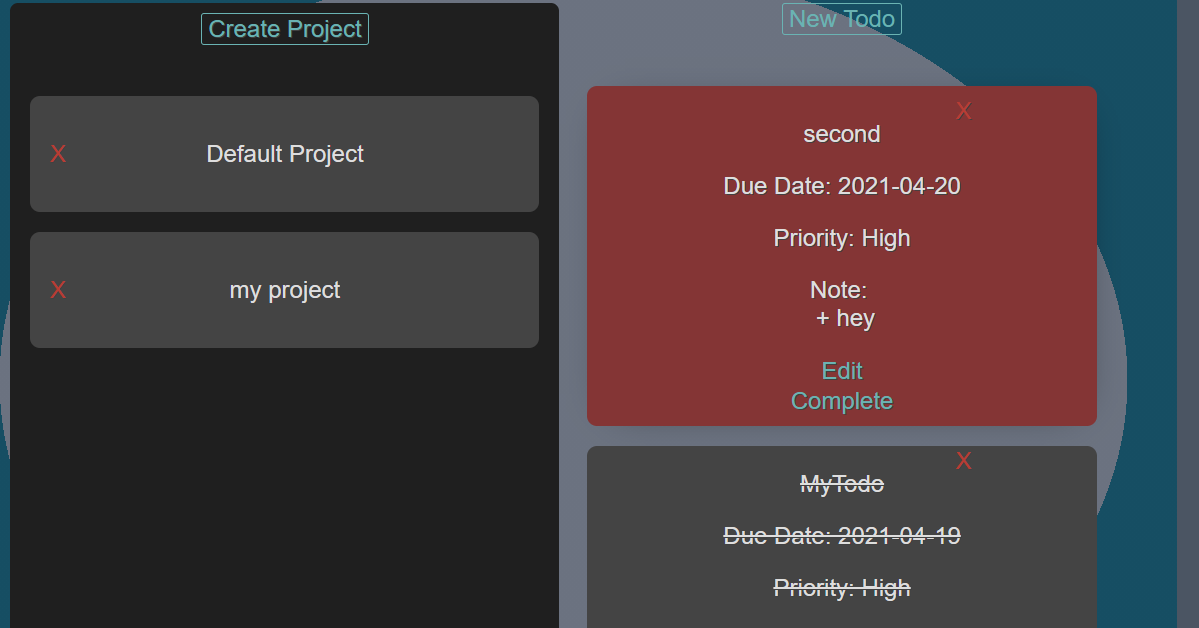 Create Project
X
Default Project
X
my project
New Todo
X
second
Due Date: 2021-04-20
Priority: High
Note:
+ hey
Edit
Complete
X
MyTodo
Due Date: 2021-04-19
Priority: High